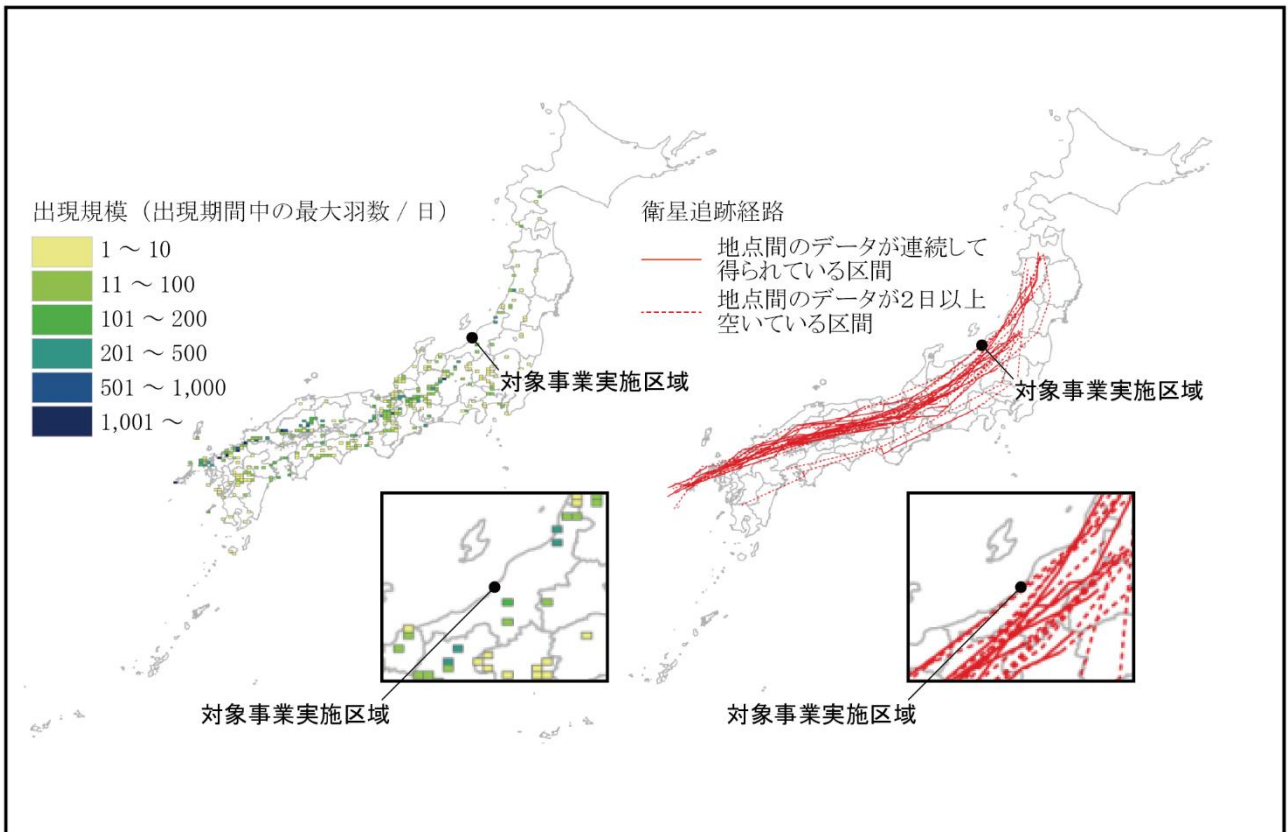 出現規模（出現期間中の最大羽数 / 日）
1 ～ 10
11 ～ 100
101 ～ 200
201 ～ 500
501 ～ 1,000
1,001 ～
対象事業実施区域
対象事業実施区域
衛星追跡経路
地点間のデータが連続して
得られている区間
地点間のデータが2日以上
空いている区間
対象事業実施区域
対象事業実施区域